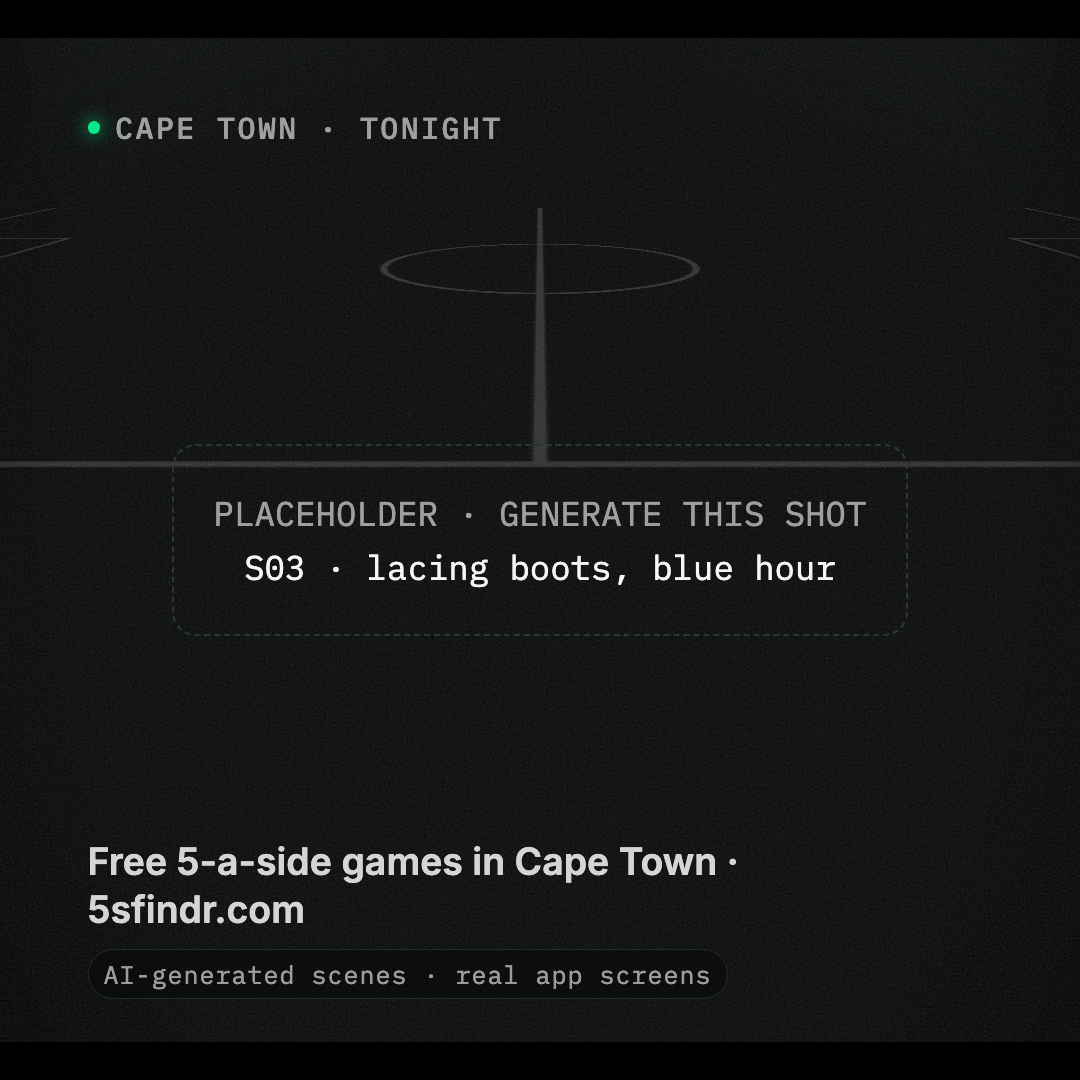 CAPE TOWN · TONIGHT
PLACEHOLDER · GENERATE THIS SHOT
S03 · lacing boots, blue hour
Free 5-a-side games in Cape Town ·
5sfindr.com
AI-generated scenes · real app screens